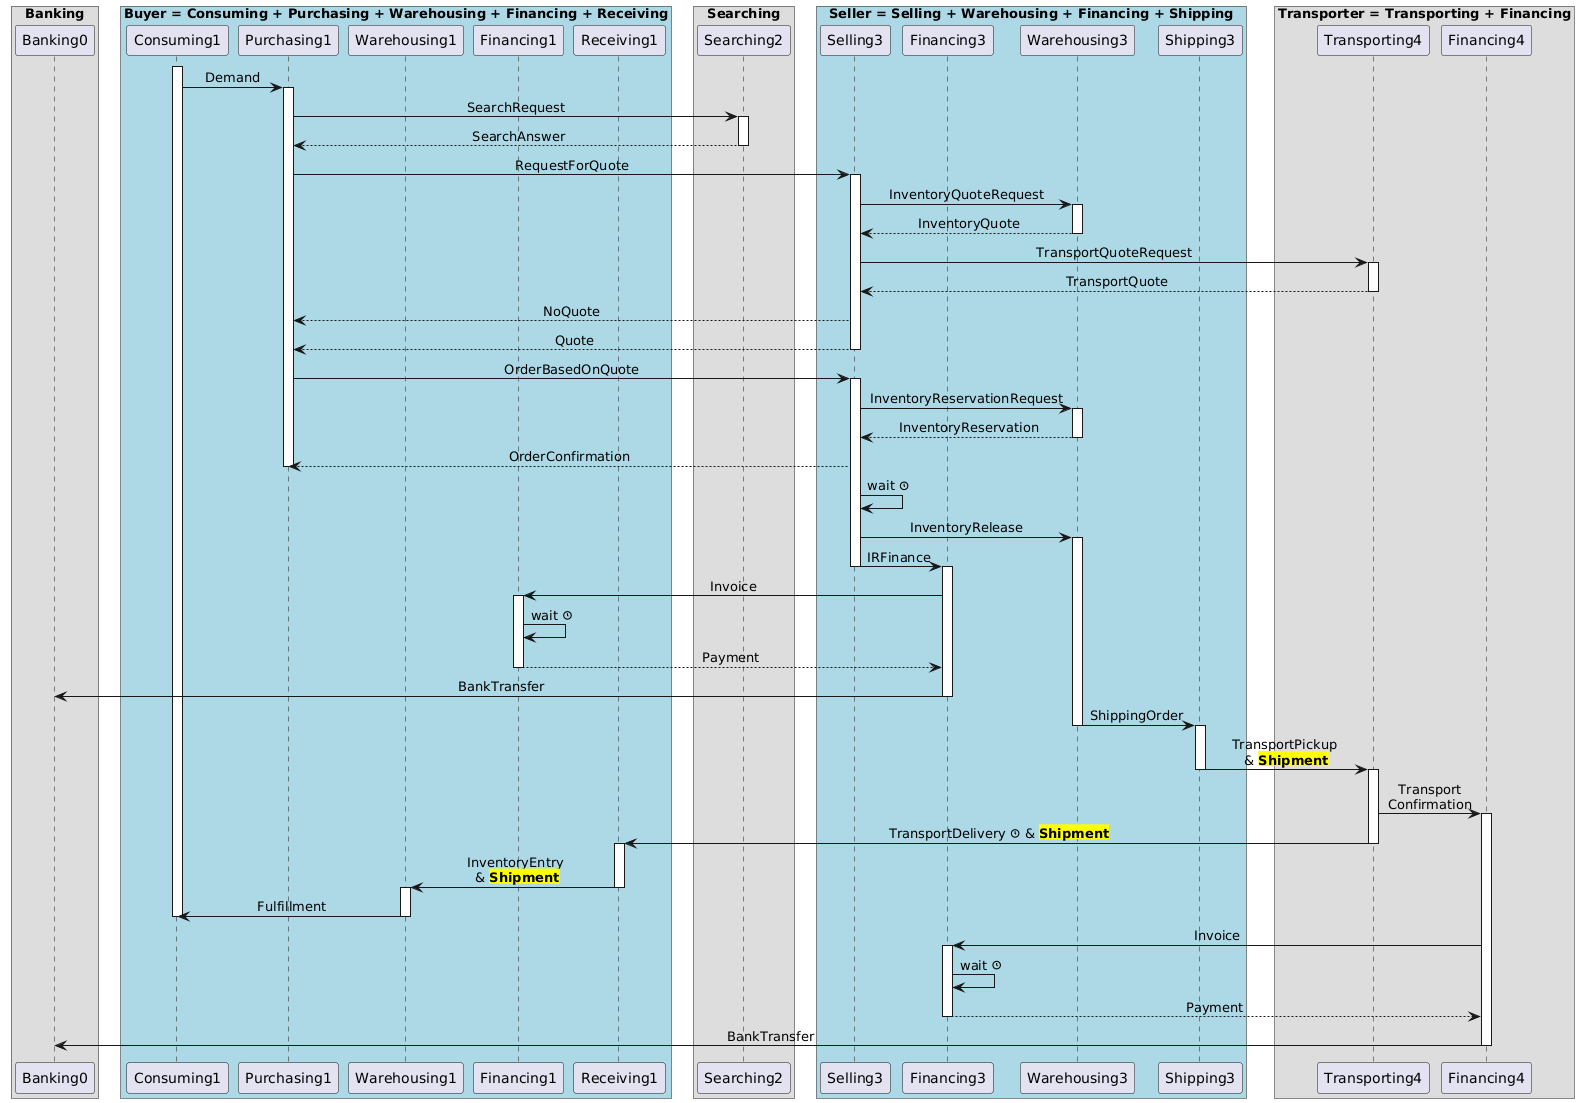 Banking
Buyer = Consuming + Purchasing + Warehousing + Financing + Receiving
Searching
Seller = Selling + Warehousing + Financing + Shipping
Transporter = Transporting + Financing
Banking0
Consuming1
Purchasing1
Warehousing1
Financing1
Receiving1
Searching2
Selling3
Financing3
Warehousing3
Shipping3
Transporting4
Financing4
Demand
SearchRequest
SearchAnswer
RequestForQuote
InventoryQuoteRequest
InventoryQuote
TransportQuoteRequest
TransportQuote
NoQuote
Quote
OrderBasedOnQuote
InventoryReservationRequest
InventoryReservation
OrderConfirmation
wait
InventoryRelease
IRFinance
Invoice
wait
Payment
BankTransfer
ShippingOrder
TransportPickup
& Shipment
Transport
Confirmation
TransportDelivery & Shipment
InventoryEntry
& Shipment
Fulfillment
Invoice
wait
Payment
BankTransfer
Banking0
Consuming1
Purchasing1
Warehousing1
Financing1
Receiving1
Searching2
Selling3
Financing3
Warehousing3
Shipping3
Transporting4
Financing4